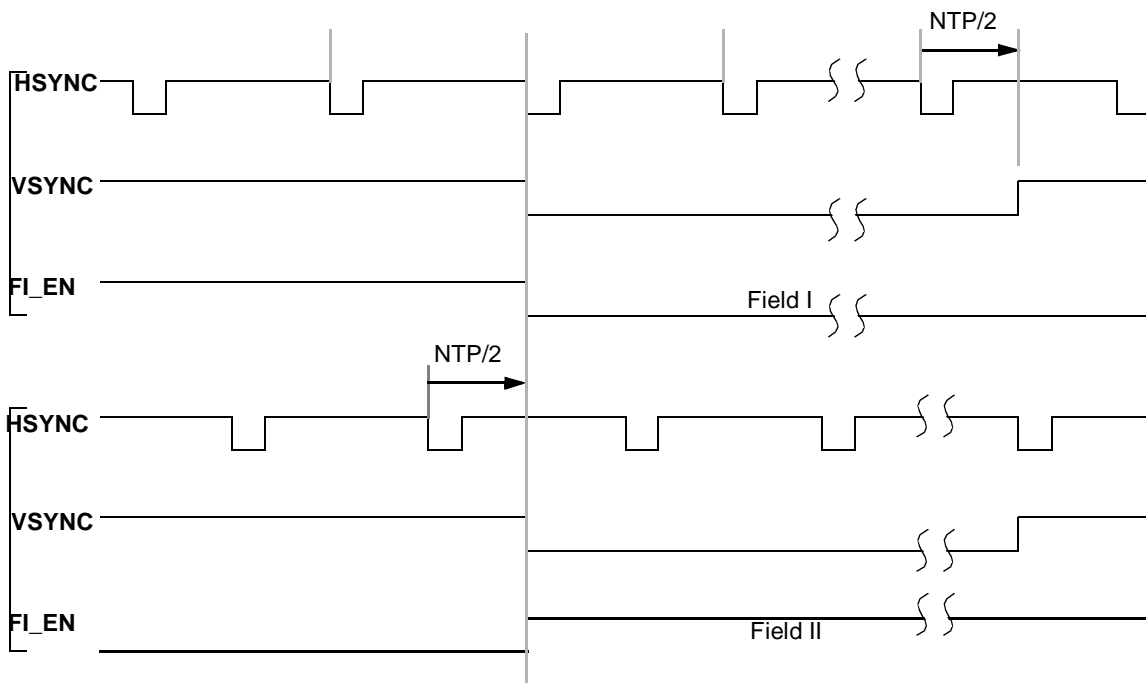 NTP/2
HSYNC
VSYNC
FI_EN
Field I
NTP/2
HSYNC
VSYNC
FI_EN
Field II